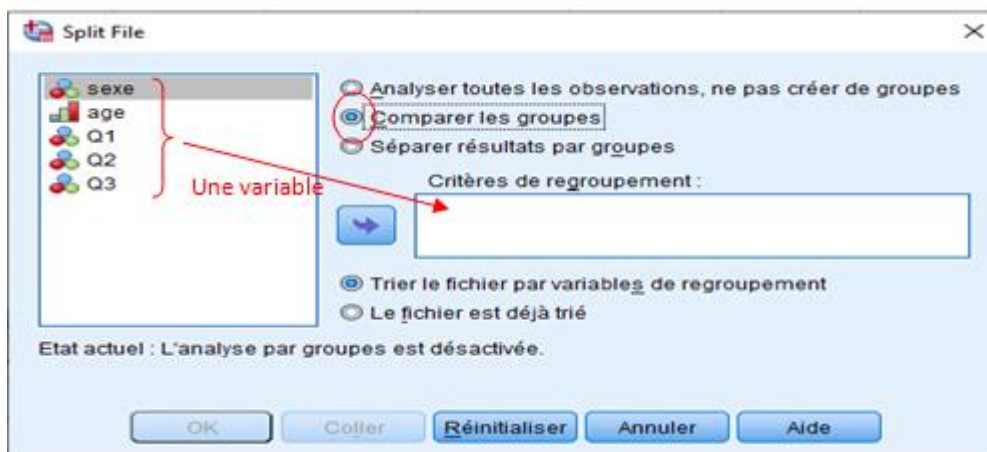 Split File
sexe
age
Q1
Q2
Q3
Une variable
Analyser toutes les observations, ne pas créer de groupes
Comparer les groupes
Séparer résultats par groupes
Critères de regroupement :
Trier le fichier par variables de regroupement
Le fichier est déjà trié
Etat actuel : L'analyse par groupes est désactivée.
OK
Coller
Réinitialiser
Annuler
Aide